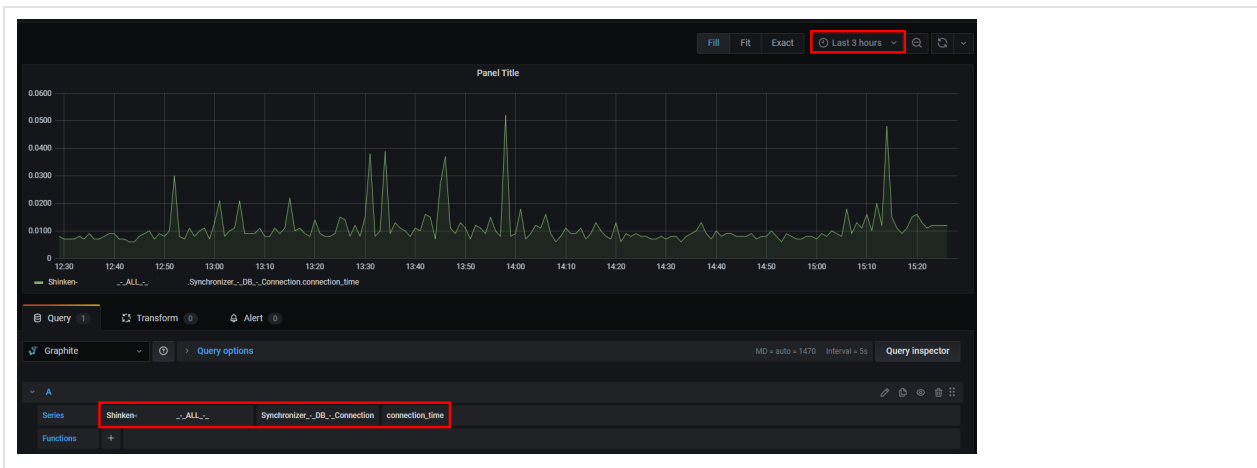 Fill Fit Exact Last 3 hours
Panel Title
0.0600
0.0500
0.0400
0.0300
0.0200
0.0100
0
12:30 12:40 12:50 13:00 13:10 13:20 13:30 13:40 13:50 14:00 14:10 14:20 14:30 14:40 14:50 15:00 15:10 15:20
Shinken- _-_ALL_-_ .Synchronizer_-_DB_-_Connection.connection_time
Query 1 Transform 0 Alert 0
Graphite Query options MD = auto = 1470 Interval = 5s Query inspector
A
Series Shinken- _-_ALL_-_ Synchronizer_-_DB_-_Connection connection_time
Functions +